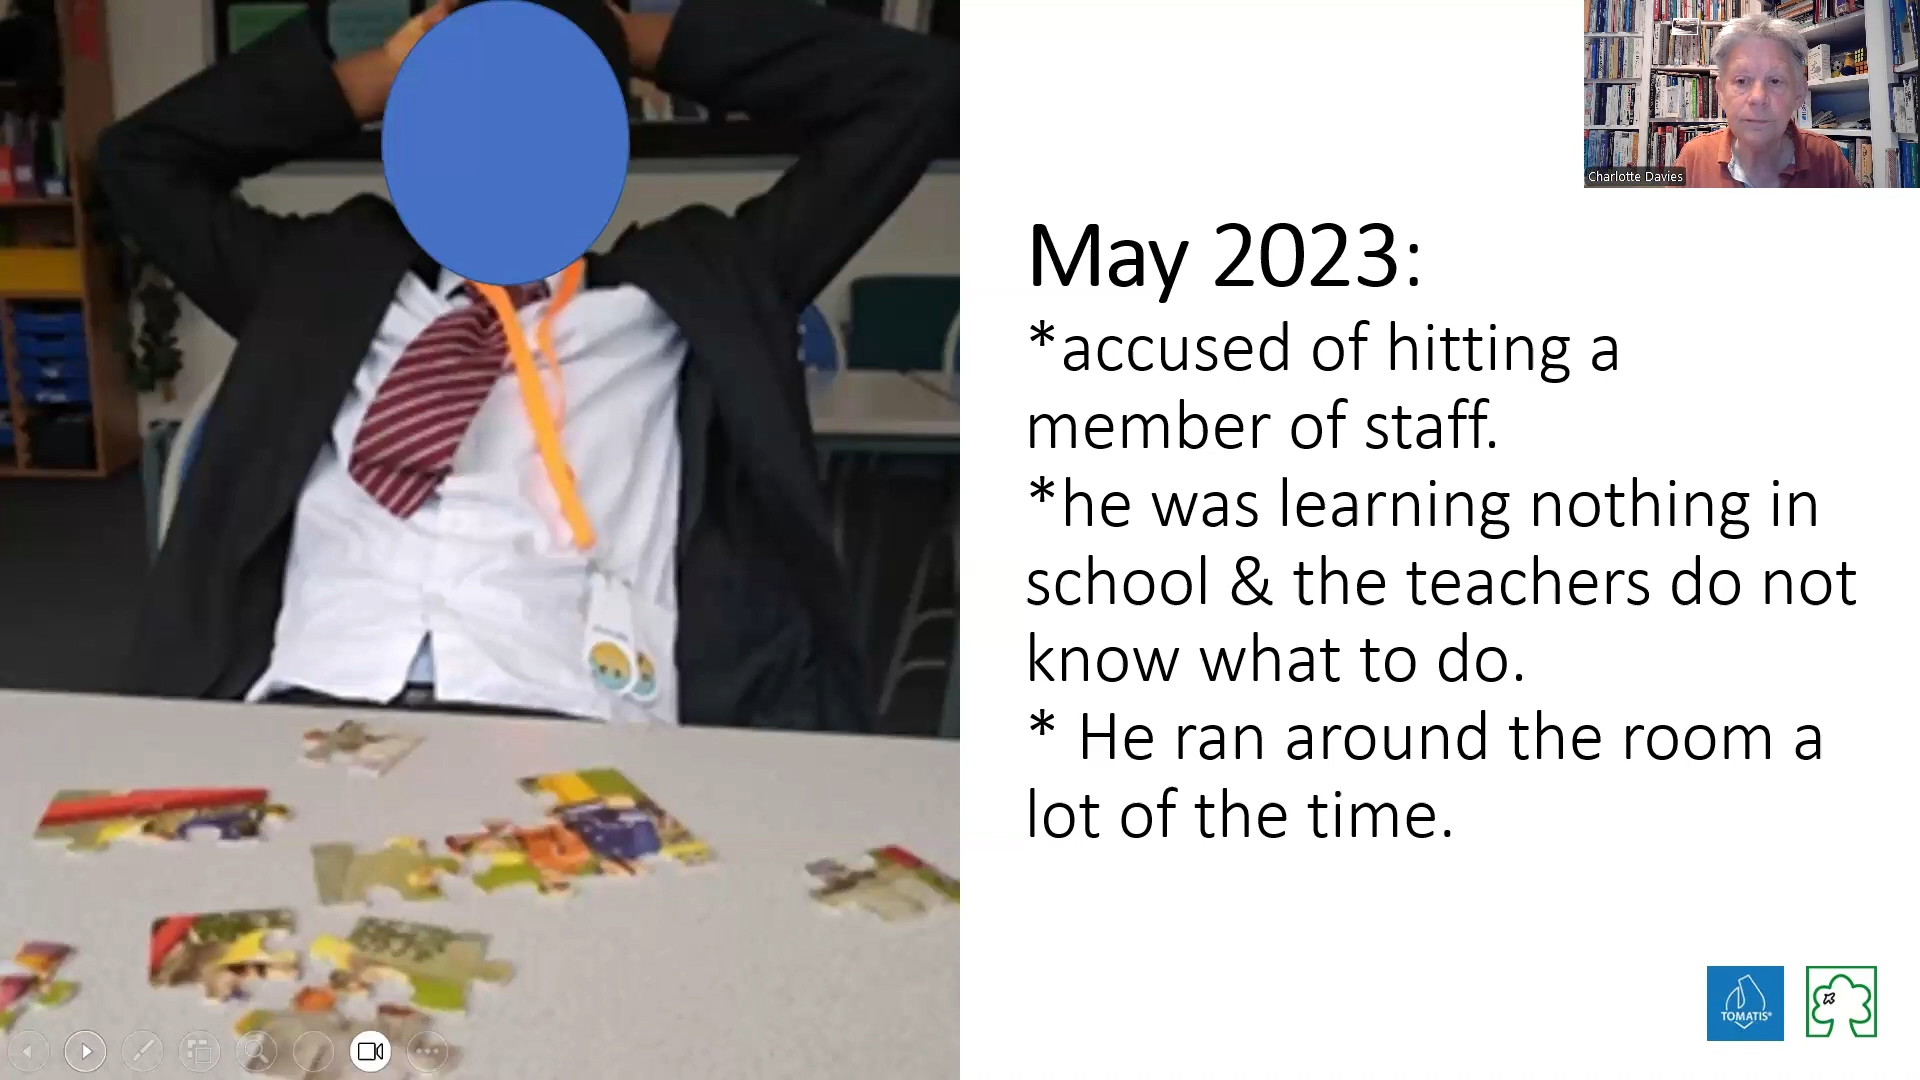 Charlotte Davies
May 2023:
*accused of hitting a
member of staff.
*he was learning nothing in
school & the teachers do not
know what to do.
* He ran around the room a
lot of the time.
TOMATIS®